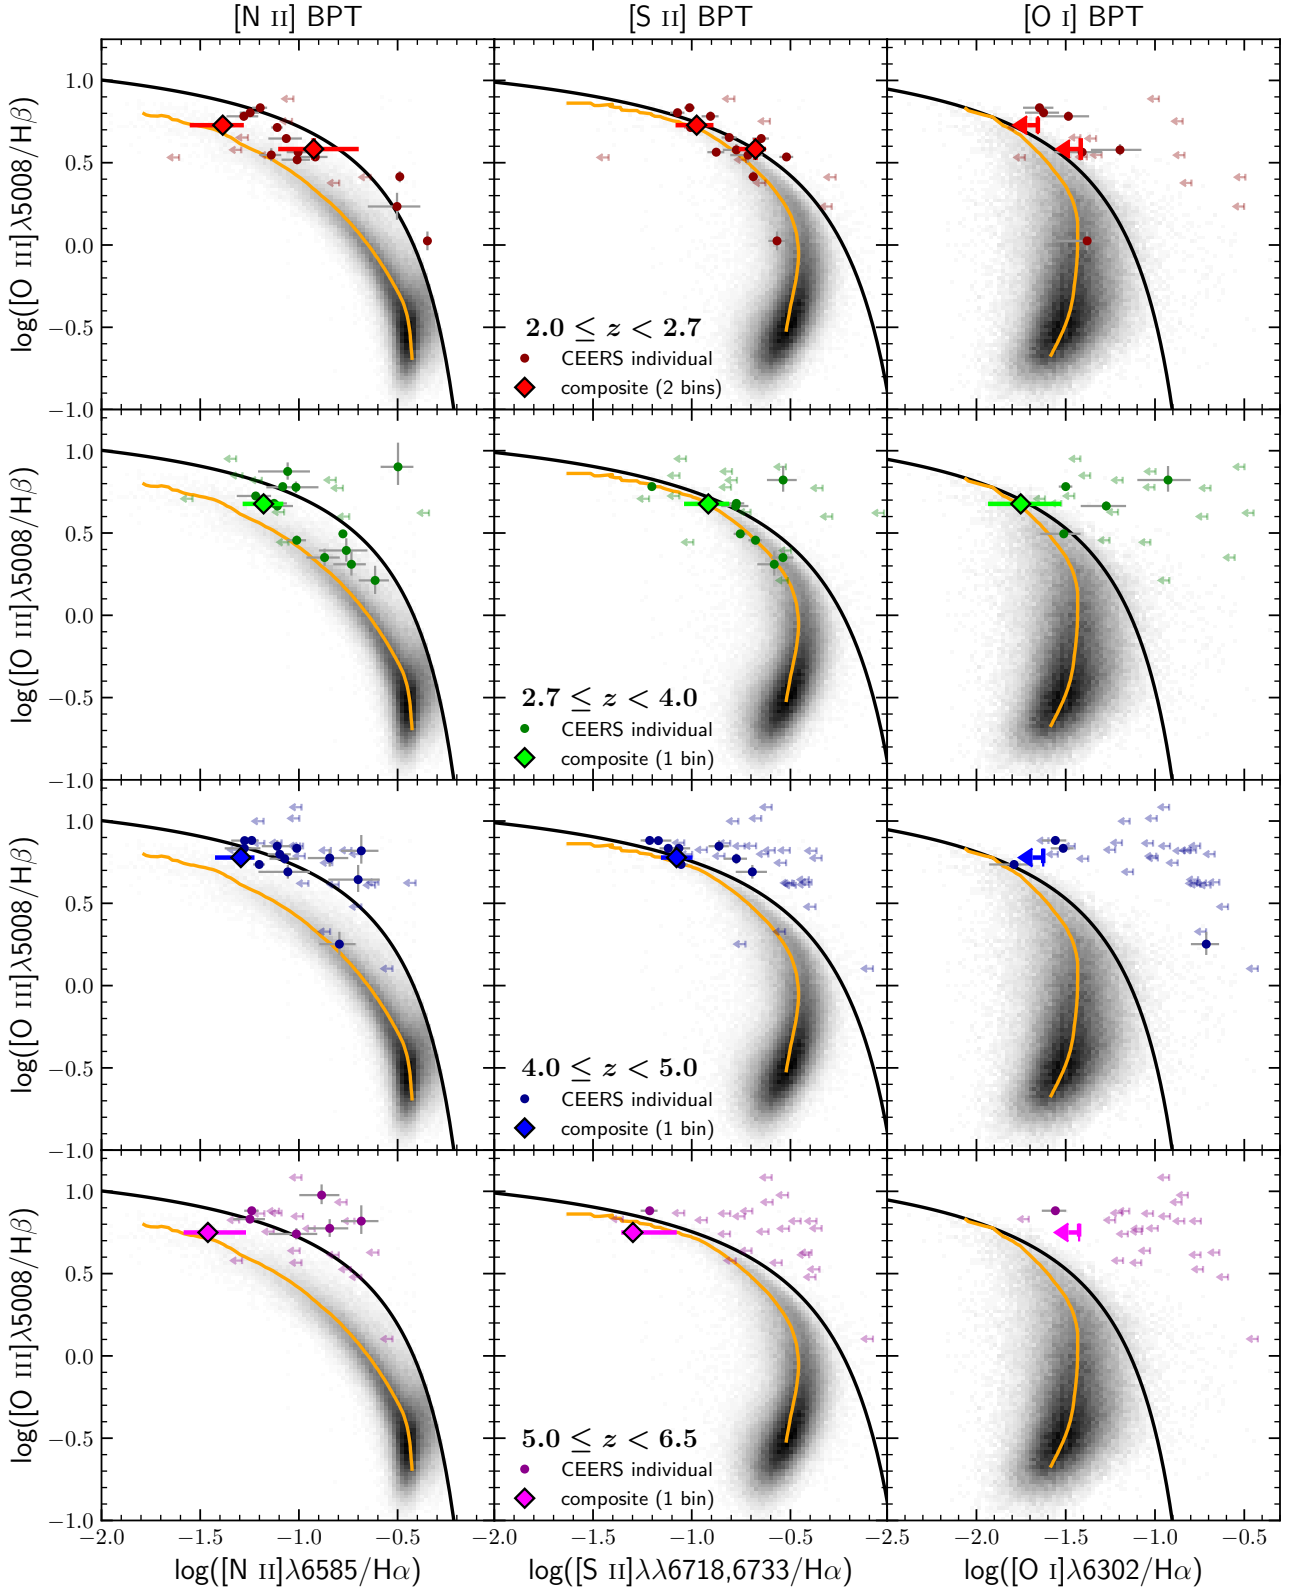 [N II] BPT
[S II] BPT
[O I] BPT
log([O III]λ5008/Hβ)
1.0
0.5
0.0
−0.5
−1.0
2.0 ≤ z < 2.7
CEERS individual
composite (2 bins)
log([O III]λ5008/Hβ)
1.0
0.5
0.0
−0.5
−1.0
2.7 ≤ z < 4.0
CEERS individual
composite (1 bin)
log([O III]λ5008/Hβ)
1.0
0.5
0.0
−0.5
−1.0
4.0 ≤ z < 5.0
CEERS individual
composite (1 bin)
log([O III]λ5008/Hβ)
1.0
0.5
0.0
−0.5
−1.0
5.0 ≤ z < 6.5
CEERS individual
composite (1 bin)
−2.0 −1.5 −1.0 −0.5
−2.0 −1.5 −1.0 −0.5
−2.5 −2.0 −1.5 −1.0 −0.5
log([N II]λ6585/Hα)
log([S II]λλ6718,6733/Hα)
log([O I]λ6302/Hα)